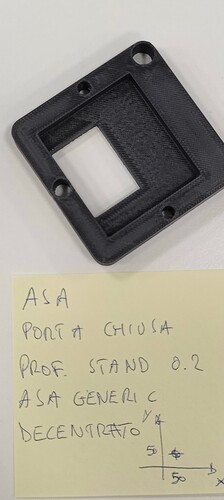 ASA
PORTA CHIUSA
PROF. STAND 0.2
ASA GENERIC
DECENTRATO
Y
50
50
X